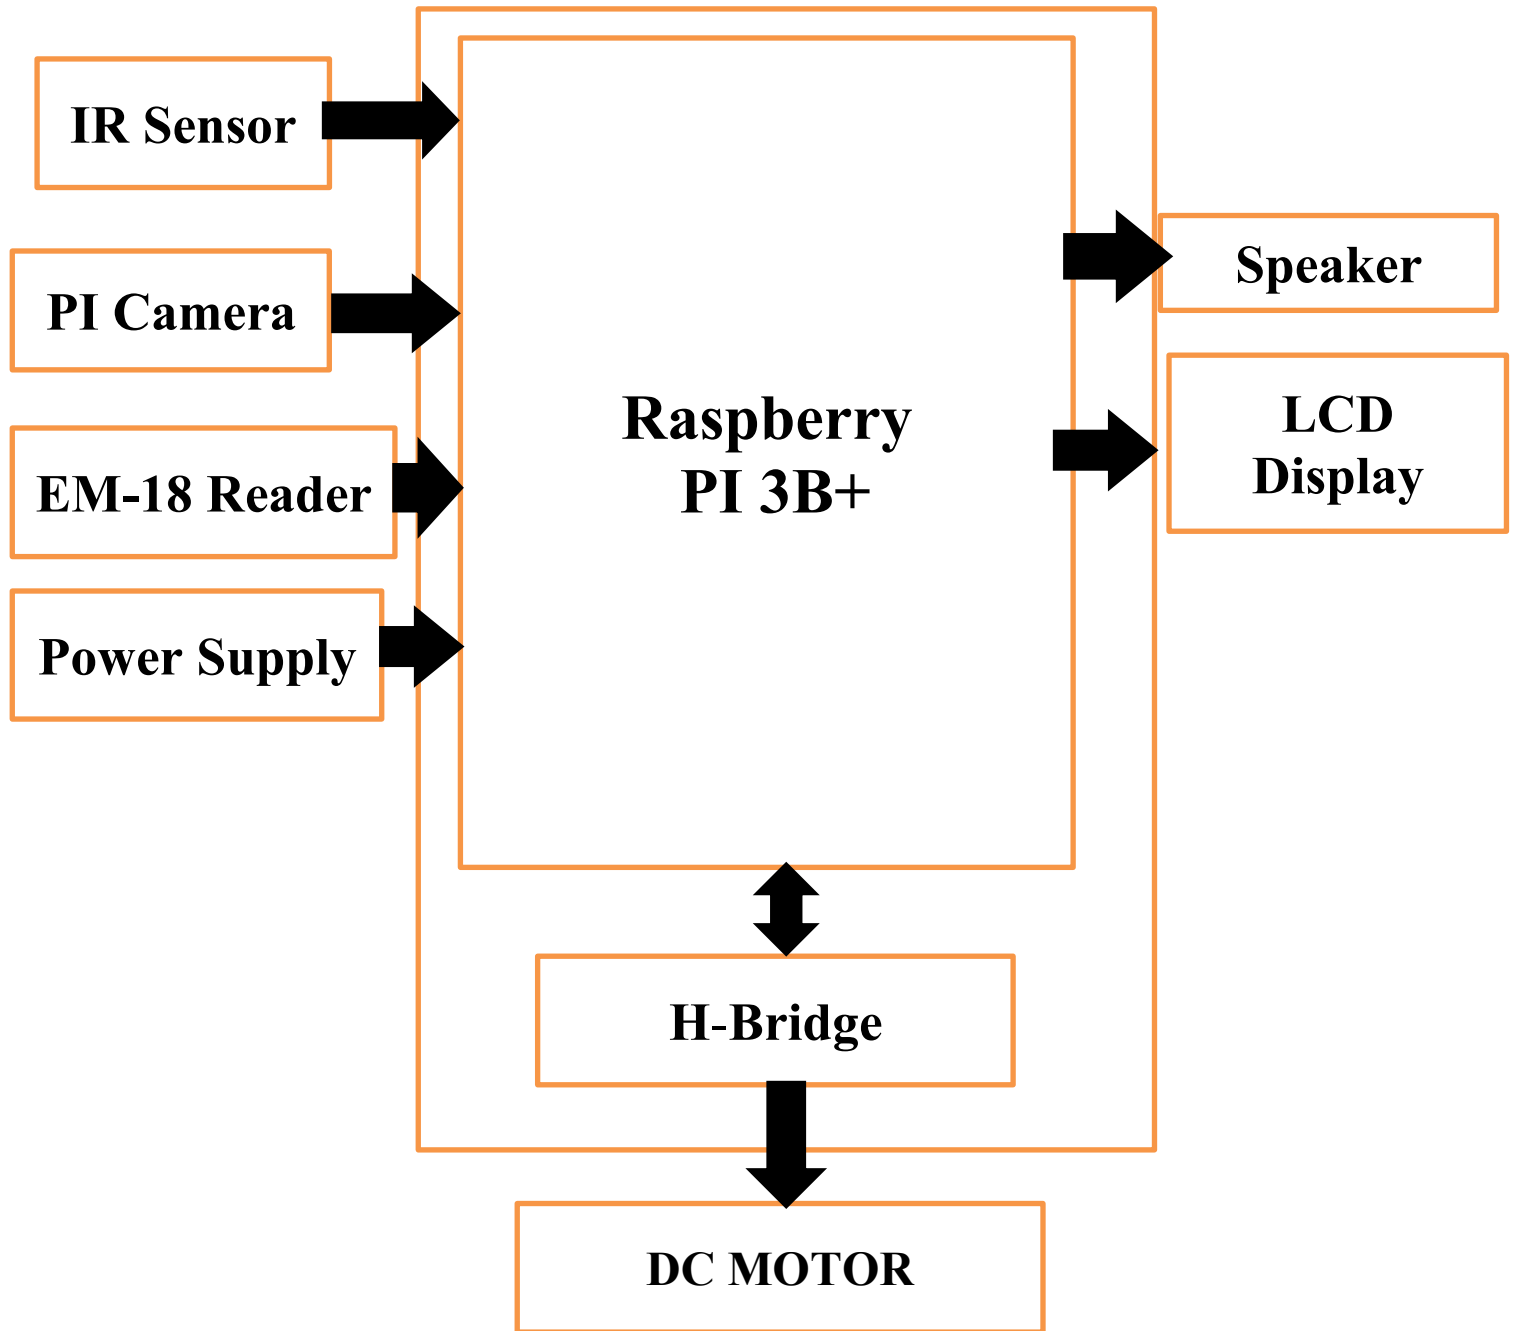 IR Sensor
PI Camera
EM-18 Reader
Power Supply
Raspberry
PI 3B+
Speaker
LCD
Display
H-Bridge
DC MOTOR